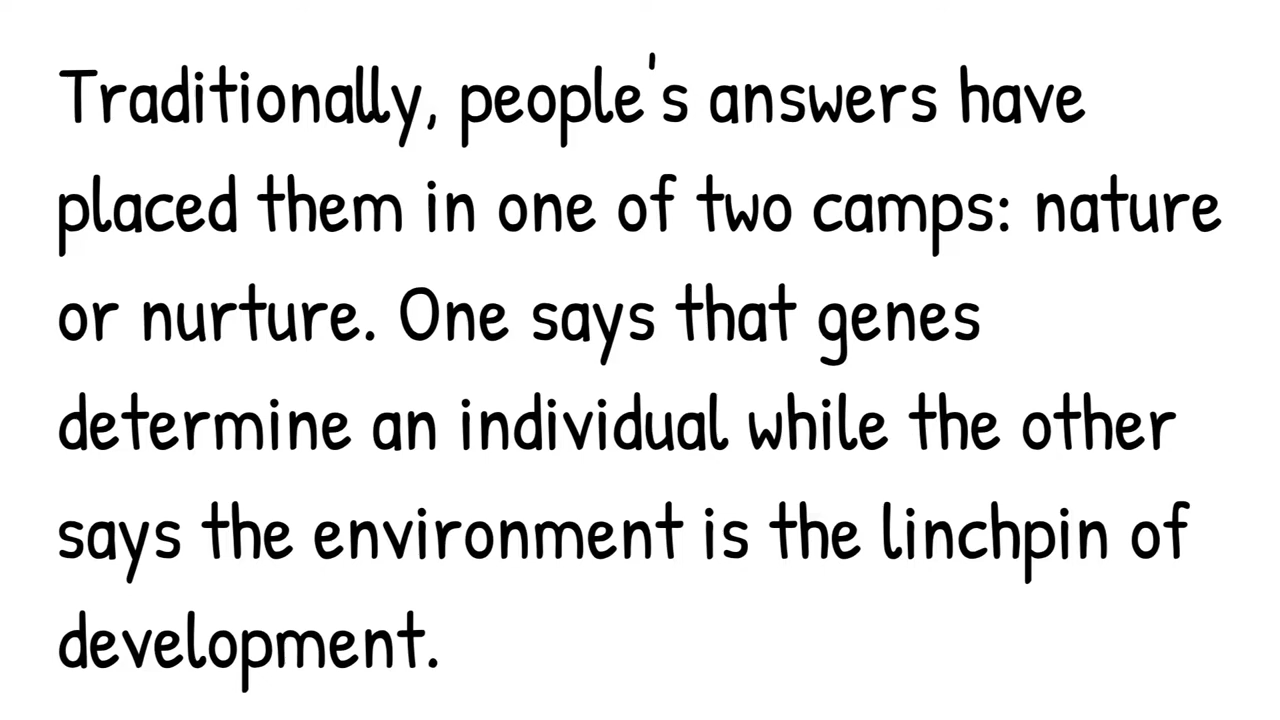 Traditionally, people's answers have
placed them in one of two camps: nature
or nurture. One says that genes
determine an individual while the other
says the environment is the linchpin of
development.